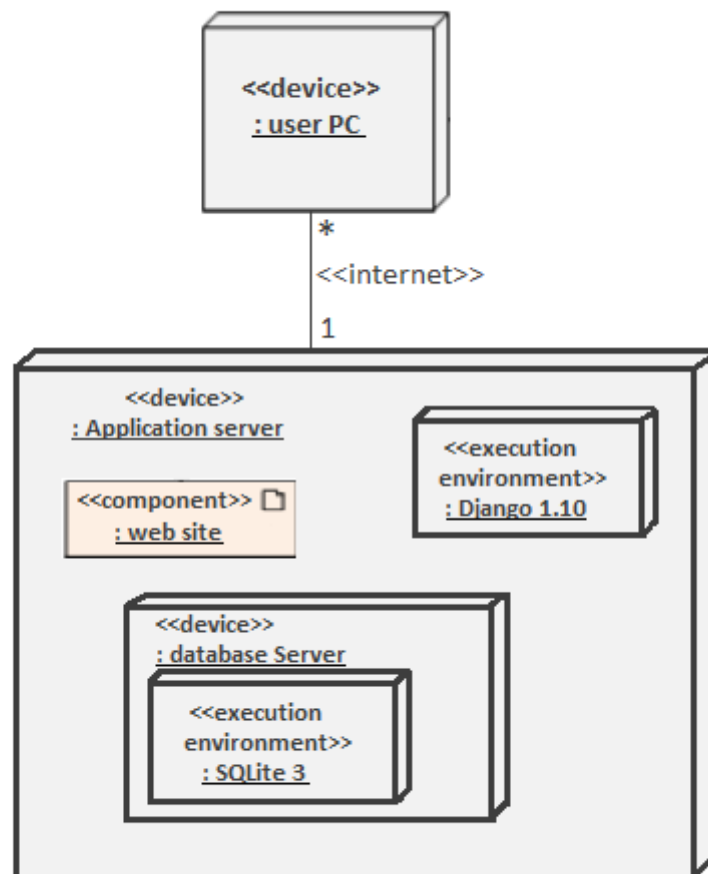 <<device>>
: user PC
*
<<internet>>
1
<<device>>
: Application server
<<execution
environment>>
: Django 1.10
<<component>>
: web site
<<device>>
: database Server
<<execution
environment>>
: SQLite 3